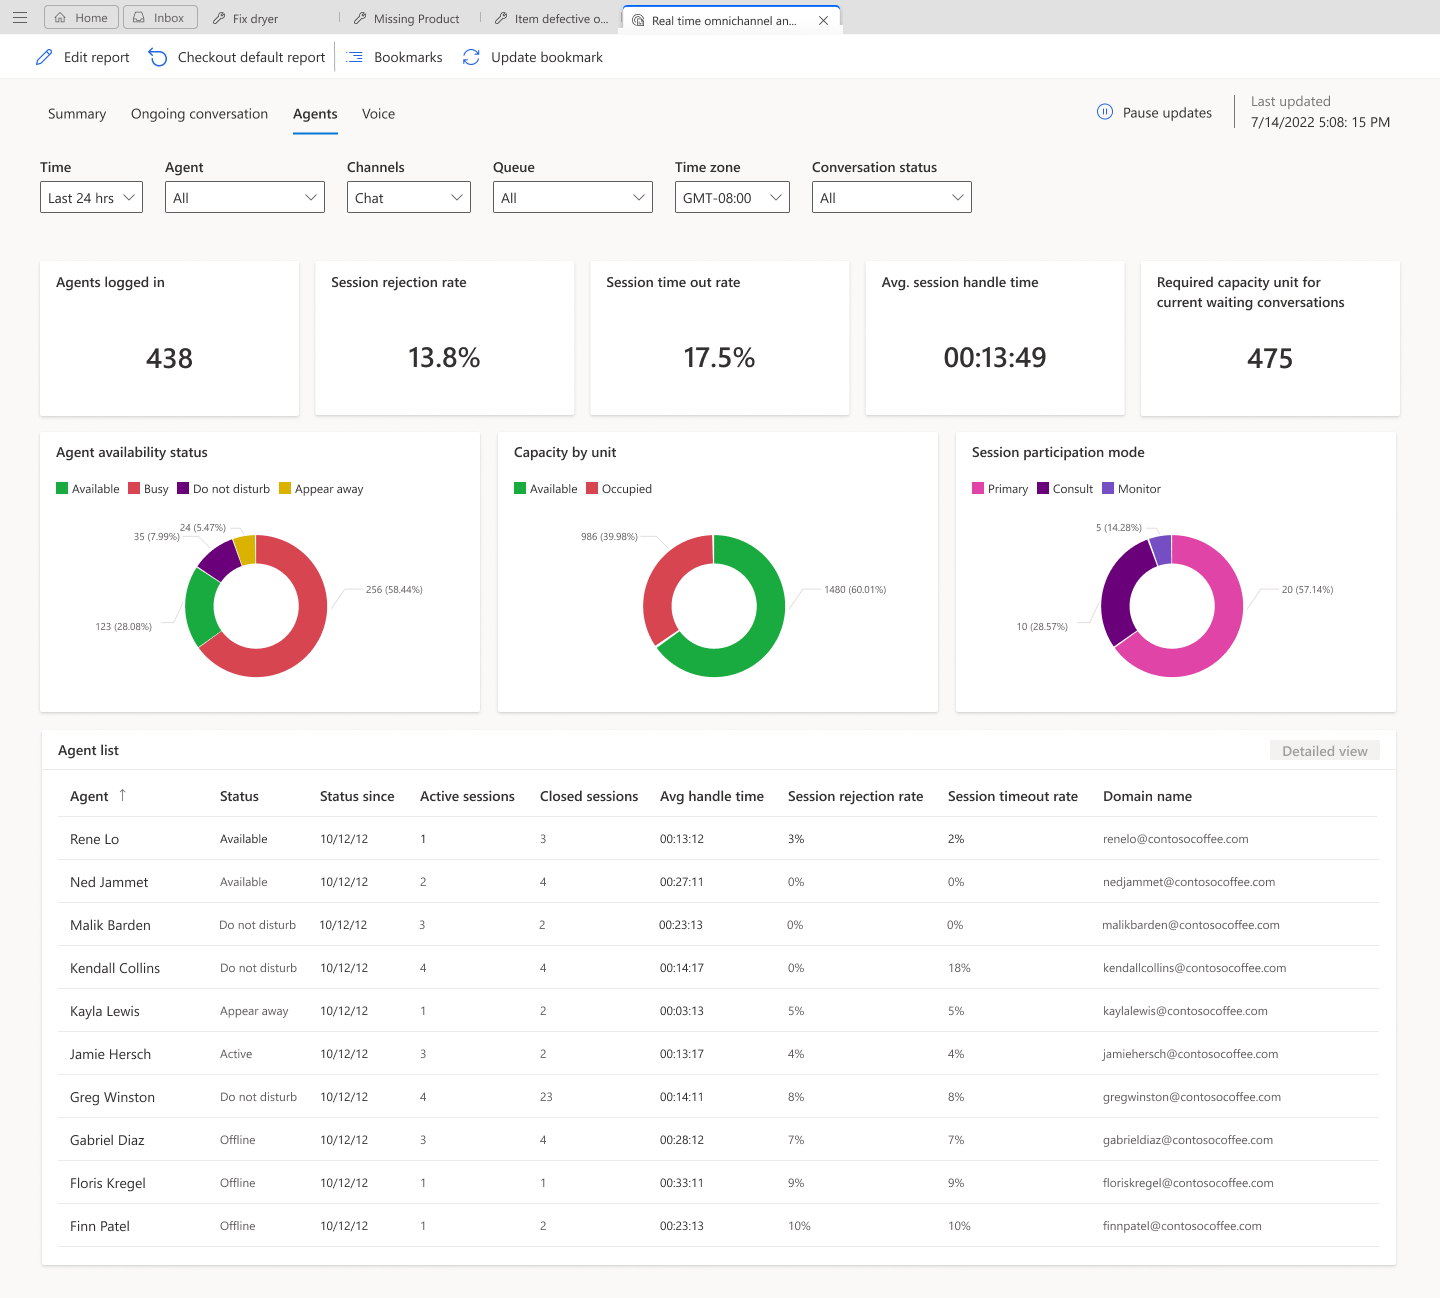 Home Inbox Fix dryer Missing Product Item defective o... Real time omnichannel an...
Edit report Checkout default report Bookmarks Update bookmark
Summary Ongoing conversation Agents Voice
Pause updates
Last updated
7/14/2022 5:08: 15 PM
Time Agent Channels Queue Time zone Conversation status
Last 24 hrs All Chat All GMT-08:00 All
Agents logged in
438
Session rejection rate
13.8%
Session time out rate
17.5%
Avg. session handle time
00:13:49
Required capacity unit for
current waiting conversations
475
Agent availability status
Available Busy Do not disturb Appear away
24 (5.47%)
35 (7.99%)
256 (58.44%)
123 (28.08%)
Capacity by unit
Available Occupied
986 (39.98%)
1480 (60.01%)
Session participation mode
Primary Consult Monitor
5 (14.28%)
20 (57.14%)
10 (28.57%)
Agent list Detailed view
Agent Status Status since Active sessions Closed sessions Avg handle time Session rejection rate Session timeout rate Domain name
Rene Lo Available 10/12/12 1 3 00:13:12 3% 2% renelo@contosocoffee.com
Ned Jammet Available 10/12/12 2 4 00:27:11 0% 0% nedjammet@contosocoffee.com
Malik Barden Do not disturb 10/12/12 3 2 00:23:13 0% 0% malikbarden@contosocoffee.com
Kendall Collins Do not disturb 10/12/12 4 4 00:14:17 0% 18% kendallcollins@contosocoffee.com
Kayla Lewis Appear away 10/12/12 1 2 00:03:13 5% 5% kaylalewis@contosocoffee.com
Jamie Hersch Active 10/12/12 3 2 00:13:17 4% 4% jamiehersch@contosocoffee.com
Greg Winston Do not disturb 10/12/12 4 23 00:14:11 8% 8% gregwinston@contosocoffee.com
Gabriel Diaz Offline 10/12/12 3 4 00:28:12 7% 7% gabrieldiaz@contosocoffee.com
Floris Kregel Offline 10/12/12 1 1 00:33:11 9% 9% floriskregel@contosocoffee.com
Finn Patel Offline 10/12/12 1 2 00:23:13 10% 10% finnpatel@contosocoffee.com